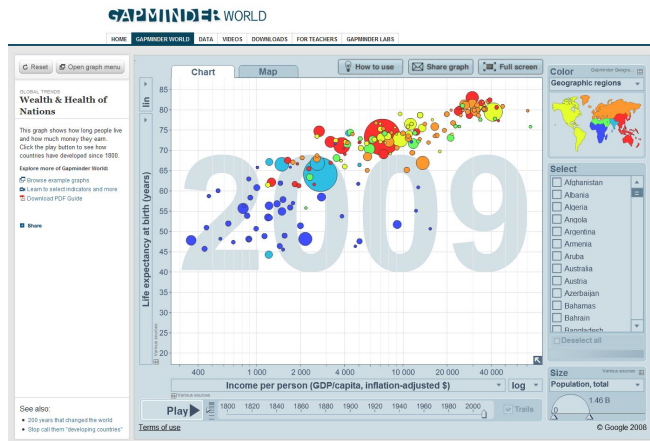 GAPMINDER WORLD
HOME GAPMINDER WORLD DATA VIDEOS DOWNLOADS FOR TEACHERS GAPMINDER LABS
Reset Open graph menu
GLOBAL TRENDS
Wealth & Health of
Nations
This graph shows how long people live
and how much money they earn.
Click the play button to see how
countries have developed since 1800.
Explore more of Gapminder World:
Browse example graphs
Learn to select indicators and more
Download PDF Guide
Share
See also:
200 years that changed the world
Stop call them "developing countries"
Chart Map
How to use Share graph Full screen
lin
Life expectancy at birth (years)
Various sources
85
80
75
70
65
60
55
50
45
40
35
30
25
20
2009
400 1 000 2 000 4 000 10 000 20 000 40 000
Various sources
Income per person (GDP/capita, inflation-adjusted $) log
Play
1800 1820 1840 1860 1880 1900 1920 1940 1960 1980 2000
Trails
Terms of use
Color
Geographic regions
Select
Afghanistan
Albania
Algeria
Angola
Argentina
Armenia
Aruba
Australia
Austria
Azerbaijan
Bahamas
Bahrain
Bangladesh
Deselect all
Size Various sources
Population, total
1.46 B
© Google 2008